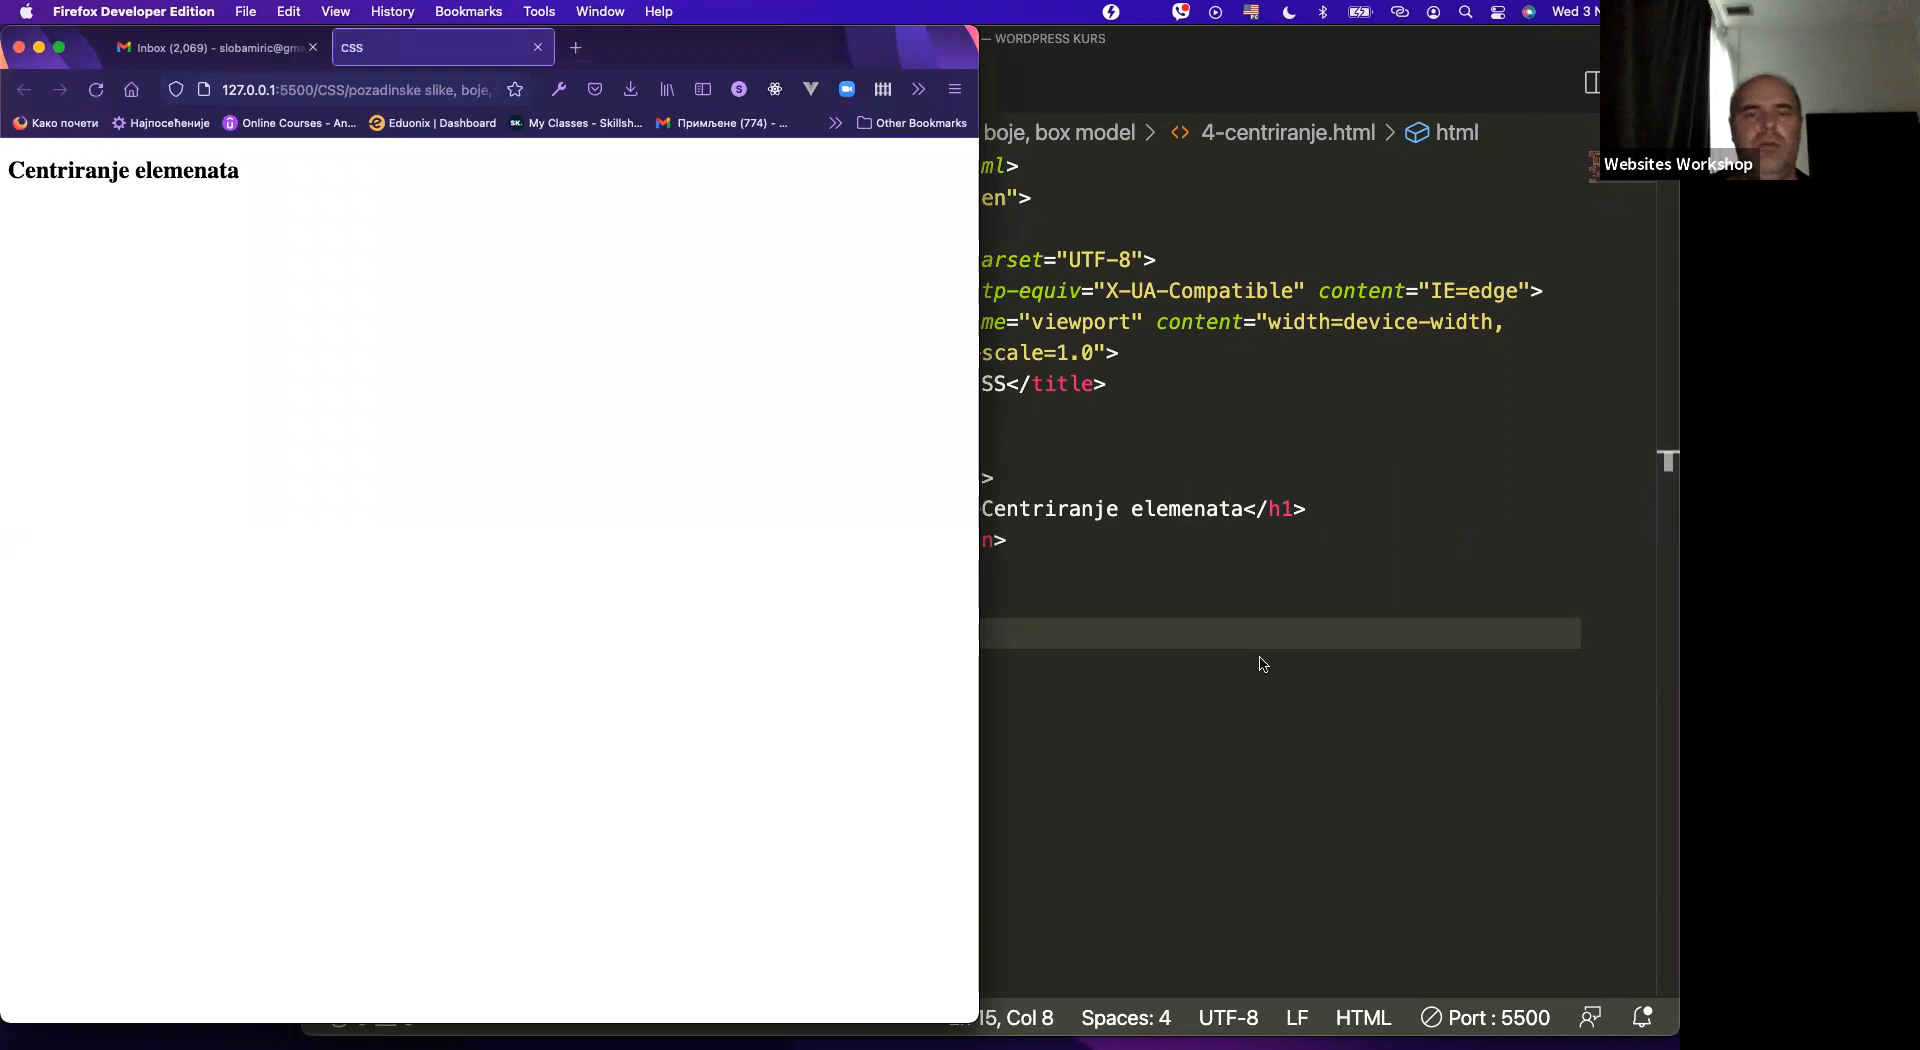 Firefox Developer Edition File Edit View History Bookmarks Tools Window Help
Wed 3 N
Inbox (2,069) - slobamiric@gma
CSS
127.0.0.1:5500/CSS/pozadinske slike, boje,
Како почети Најпосећеније Online Courses - An... Eduonix | Dashboard SK. My Classes - Skillsh... Примљене (774) - ... Other Bookmarks
Centriranje elemenata
— WORDPRESS KURS
boje, box model > <> 4-centriranje.html > html
ml>
en">
arset="UTF-8">
tp-equiv="X-UA-Compatible" content="IE=edge">
me="viewport" content="width=device-width,
scale=1.0">
SS</title>
>
Centriranje elemenata</h1>
n>
15, Col 8 Spaces: 4 UTF-8 LF HTML Port : 5500
Websites Workshop